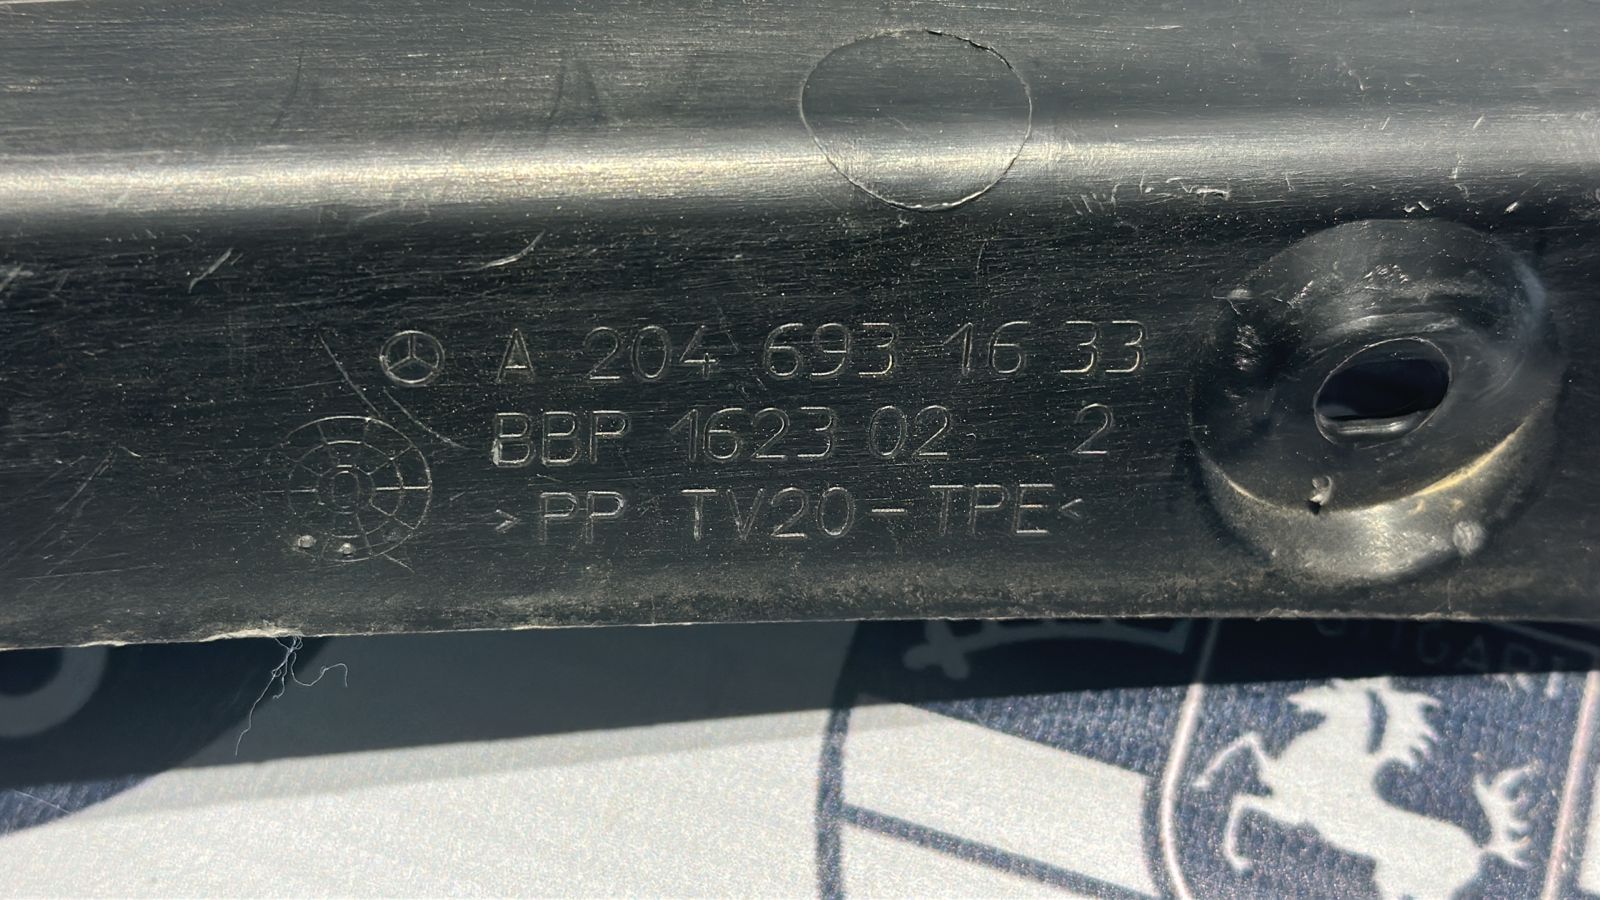 A 204 693 16 33
BBP 1623 02 2
>PP TV20-TPE<